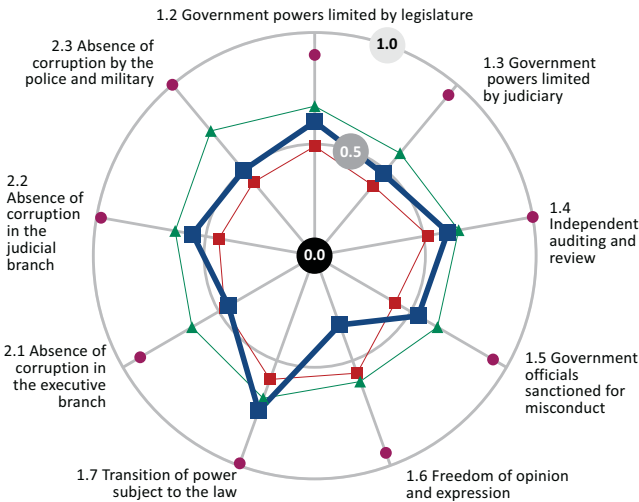 1.2 Government powers limited by legislature
2.3 Absence of
corruption by the
police and military
1.0
1.3 Government
powers limited
by judiciary
0.5
2.2
Absence of
corruption
in the
judicial
branch
1.4
Independent
auditing and
review
0.0
2.1 Absence of
corruption in
the executive
branch
1.5 Government
officials
sanctioned for
misconduct
1.7 Transition of power
subject to the law
1.6 Freedom of opinion
and expression